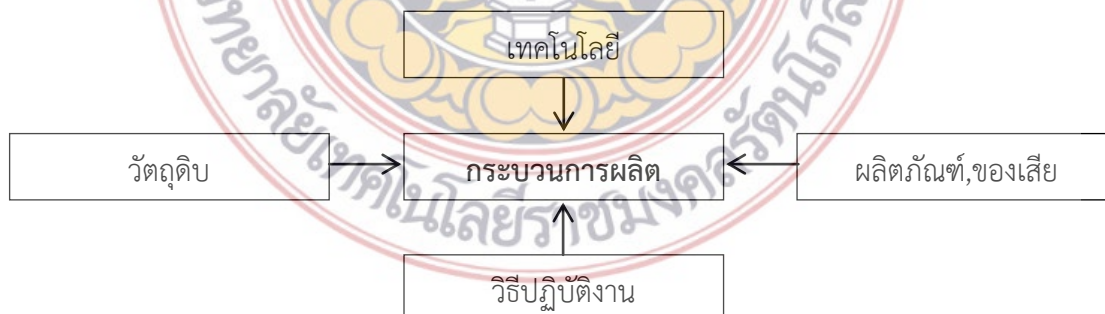 เทคโนโลยี
วัตถุดิบ
กระบวนการผลิต
ผลิตภัณฑ์,ของเสีย
วิธีปฏิบัติงาน